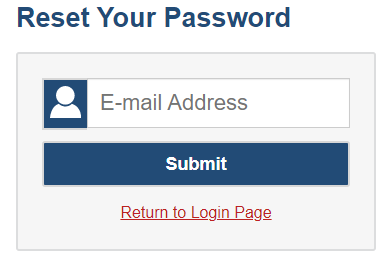 Reset Your Password
E-mail Address
Submit
Return to Login Page